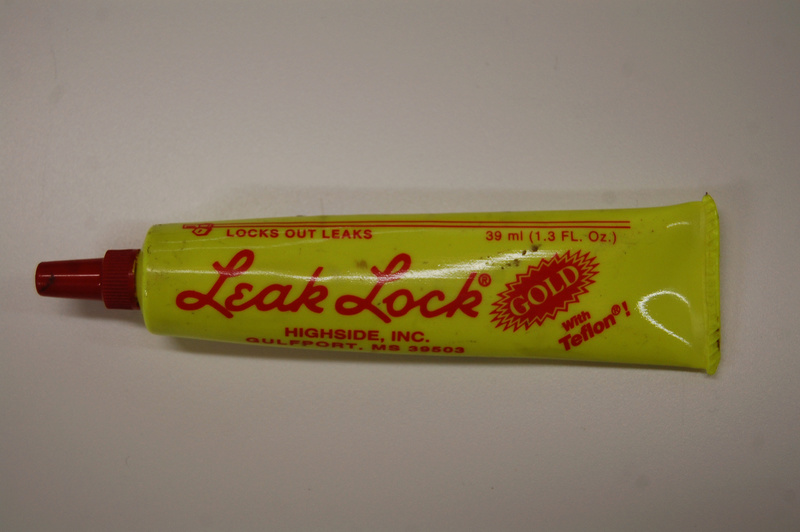 LOCKS OUT LEAKS 39 ml (1.3 FL. Oz.)
Leak Lock®
GOLD
With
Teflon®!
HIGHSIDE, INC.
GULFPORT, MS 39503